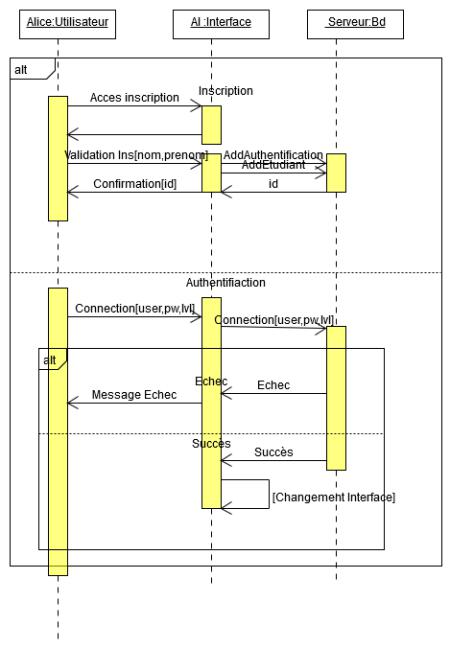 Alice:Utilisateur
AI :Interface
Serveur:Bd
alt
Inscription
Acces inscription
Validation Ins[nom,prenom]
AddAuthentification
AddEtudiant
Confirmation[id]
id
Authentifiaction
Connection[user,pw,lvl]
Connection[user,pw,lvl]
alt
Echec
Echec
Message Echec
Succès
Succès
[Changement Interface]